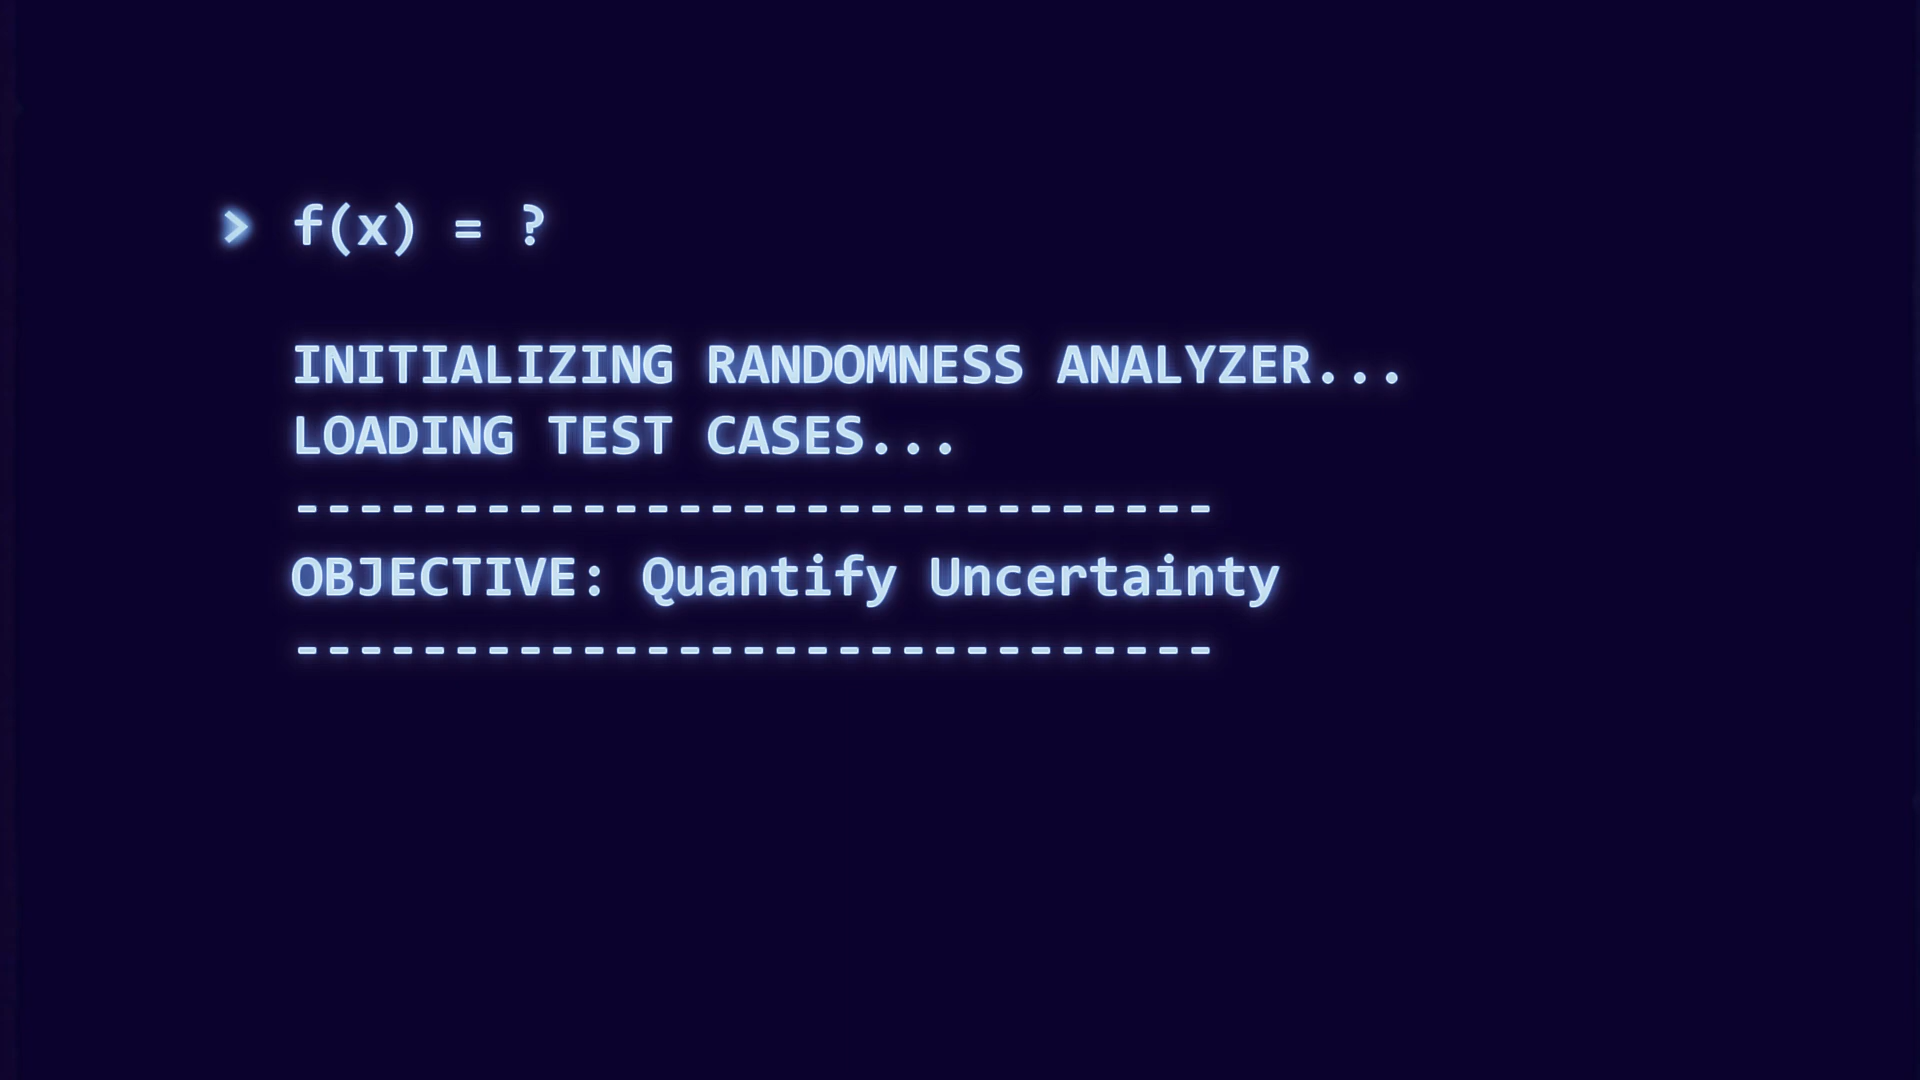 > f(x) = ?
INITIALIZING RANDOMNESS ANALYZER...
LOADING TEST CASES...
-----------------------------
OBJECTIVE: Quantify Uncertainty
-----------------------------